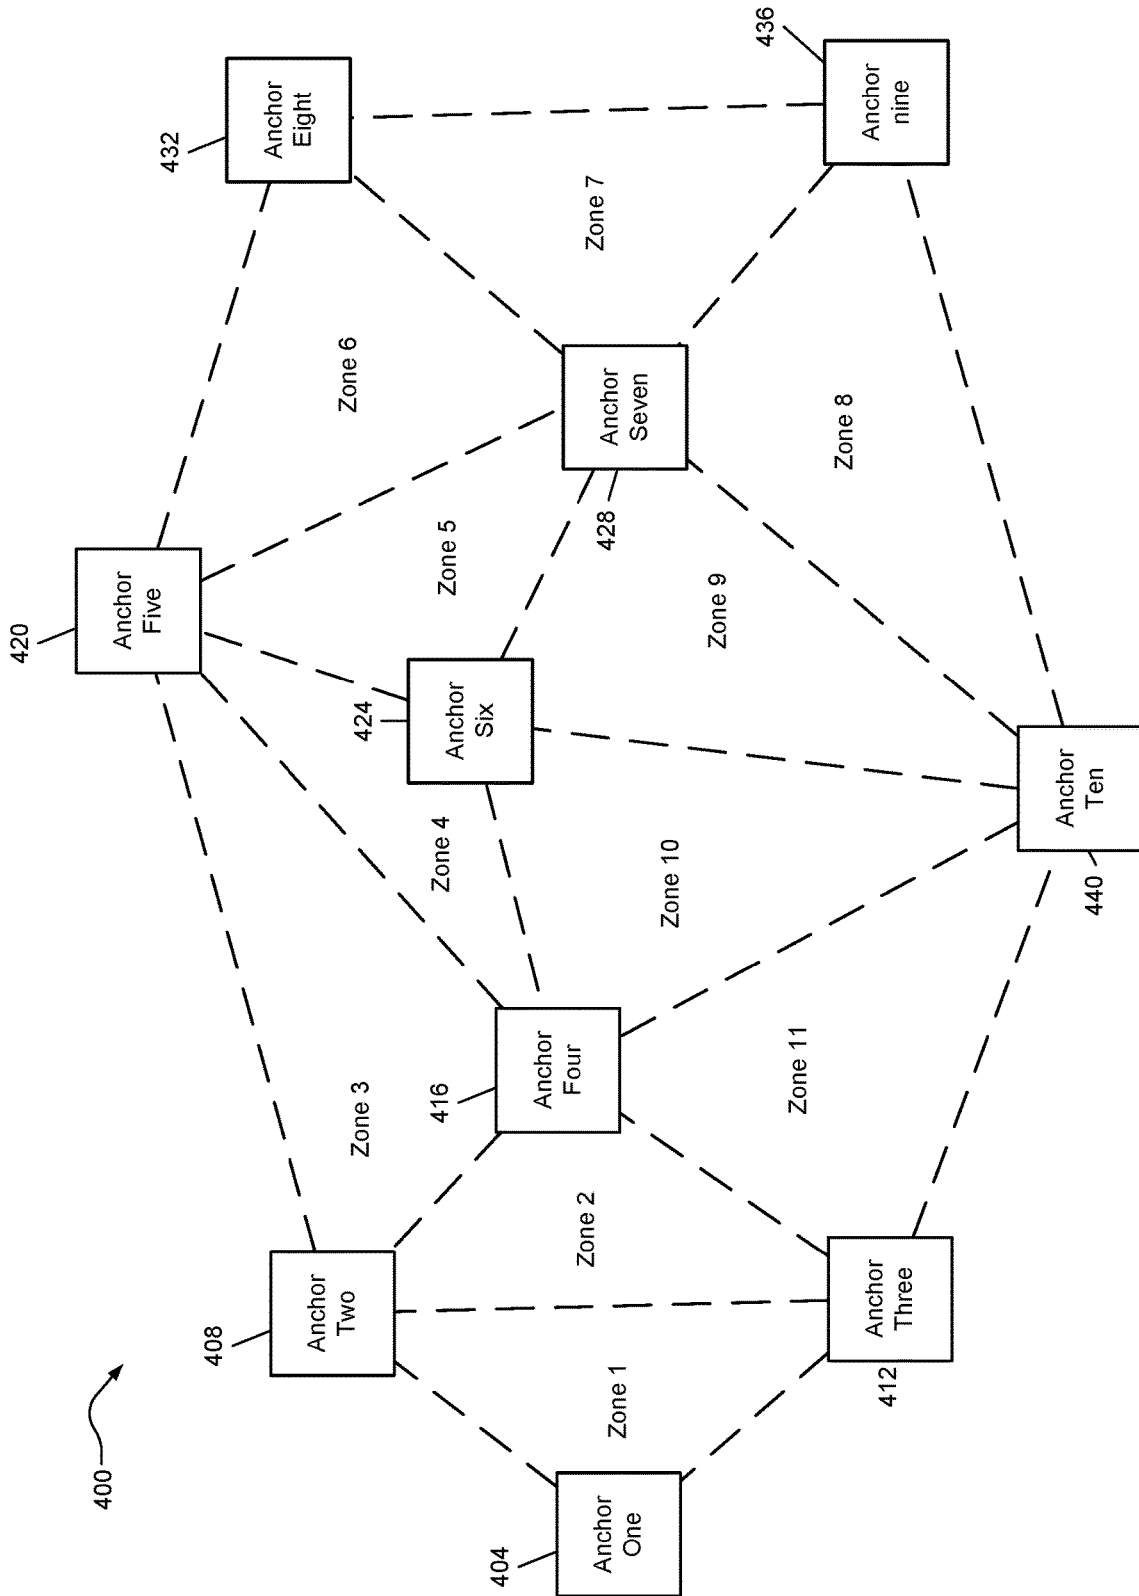 420
400
Anchor
Five
432
408
Anchor
Eight
Anchor
Two
Zone 6
Zone 3
424
416
Zone 4
Anchor
Six
Zone 5
404
Anchor
Four
Zone 2
Zone 7
Anchor
One
428
Anchor
Seven
Zone 1
Zone 10
Zone 9
436
Zone 11
Zone 8
Anchor
Three
Anchor
nine
412
Anchor
Ten
440